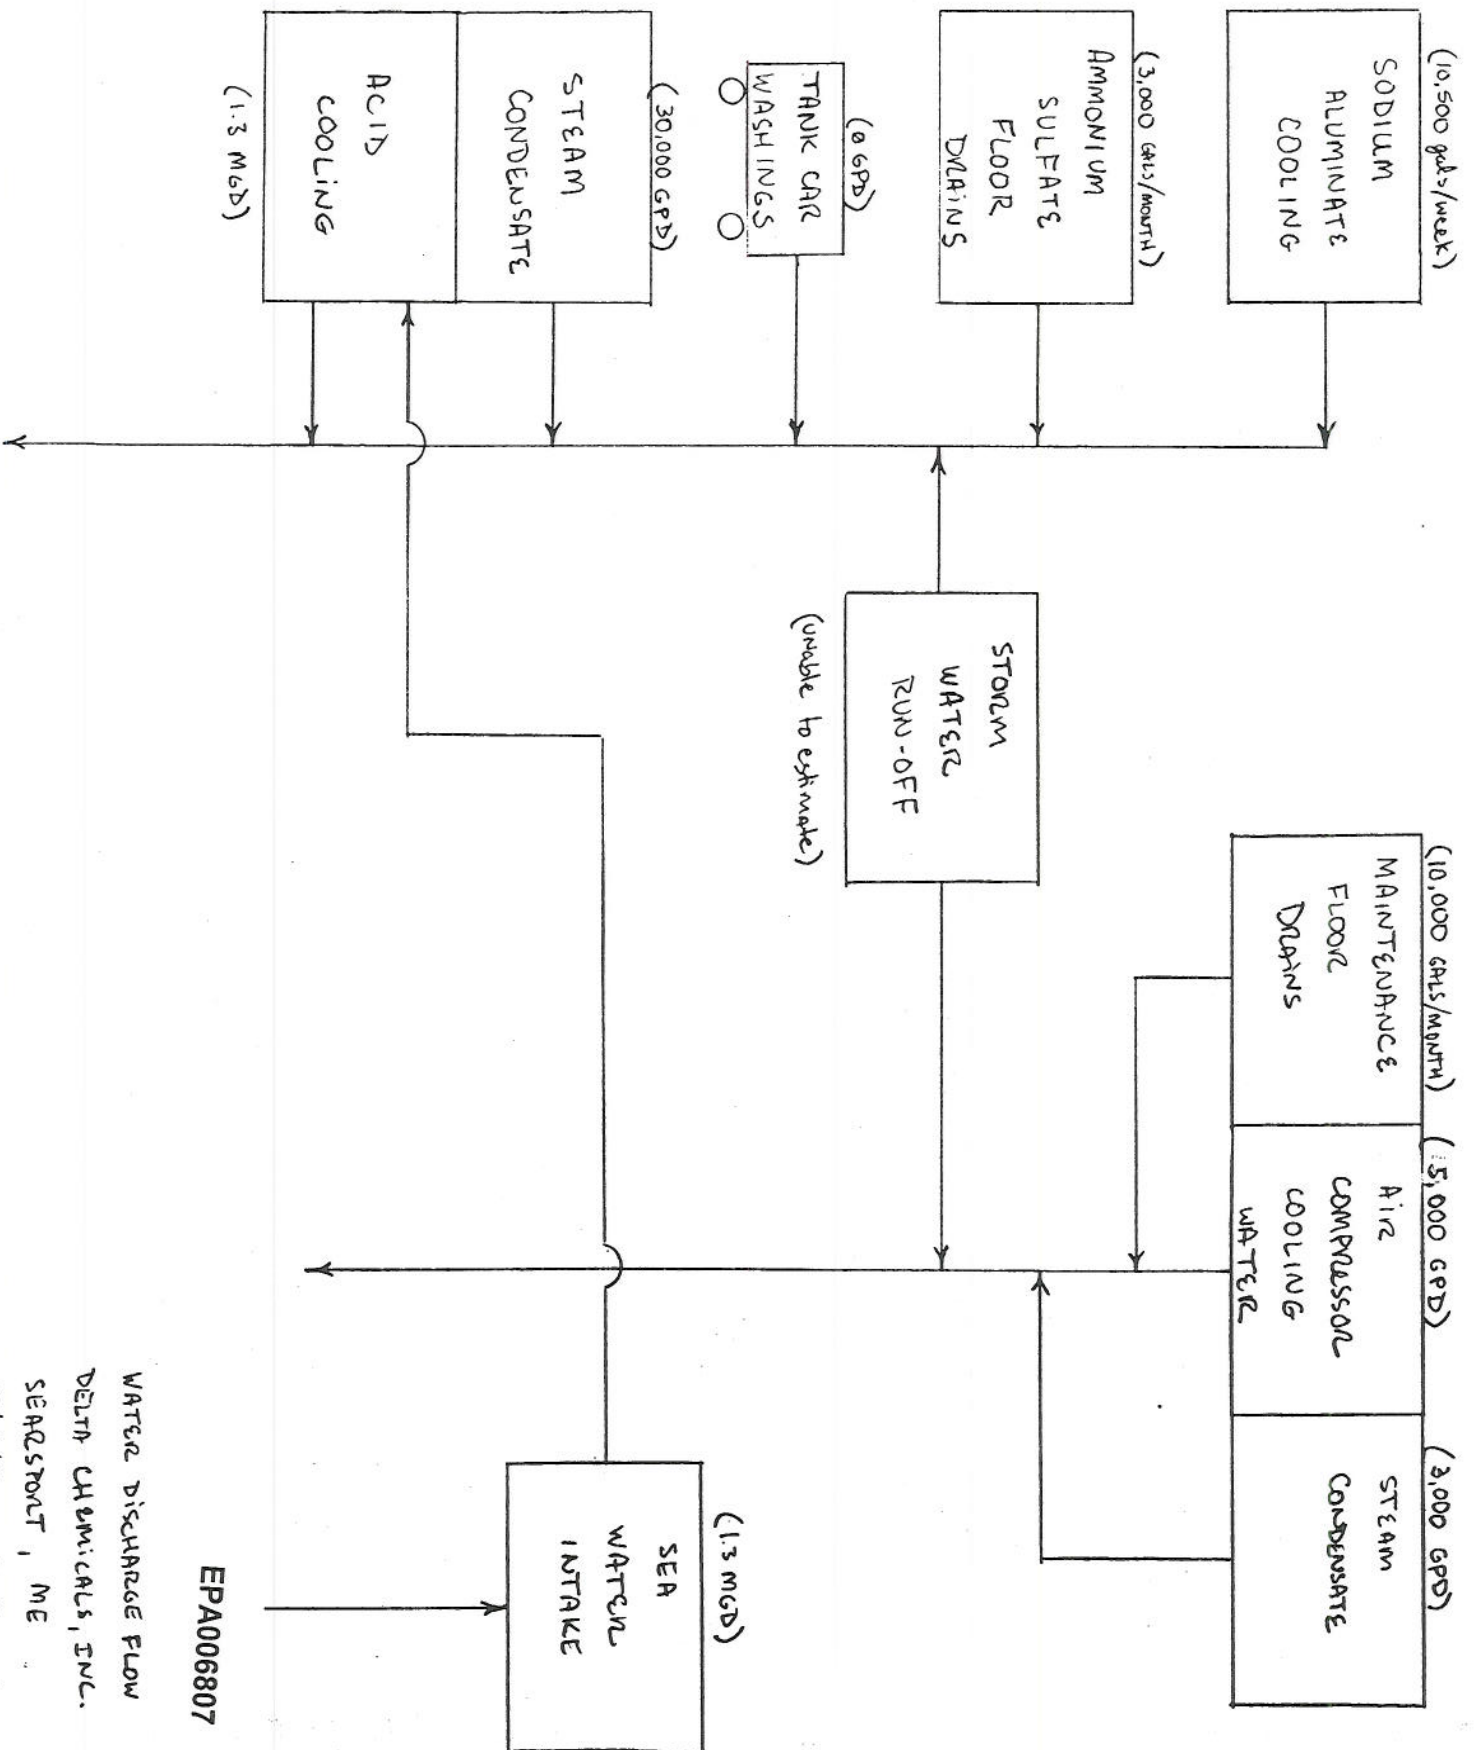 (10,500 gals/week)
SODIUM
ALUMINATE
COOLING
(3,000 GALS/MONTH)
AMMONIUM
SULFATE
FLOOR
DRAINS
(0 GPD)
TANK CAR
WASHINGS
(30,000 GPD)
STEAM
CONDENSATE
ACID
COOLING
(1.3 MGD)
STORM
WATER
RUN-OFF
(unable to estimate)
(10,000 GALS/MONTH)
MAINTENANCE
FLOOR
DRAINS
5,000 GPD)
AIR
COMPRESSOR
COOLING
WATER
(3,000 GPD)
STEAM
CONDENSATE
(1.3 MGD)
SEA
WATER
INTAKE
EPA006807
WATER DISCHARGE FLOW
DELTA CHEMICALS, INC.
SEARSPORT, ME